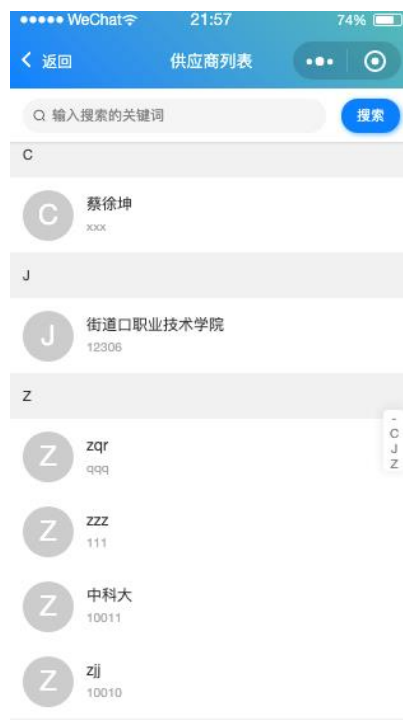 WeChat 21:57 74%
返回 供应商列表
输入搜索的关键词 搜索
C
C 蔡徐坤
xxx
J
J 街道口职业技术学院
12306
Z
Z zqr
qqq
Z zzz
111
Z 中科大
10011
Z zjj
10010
-
C
J
Z